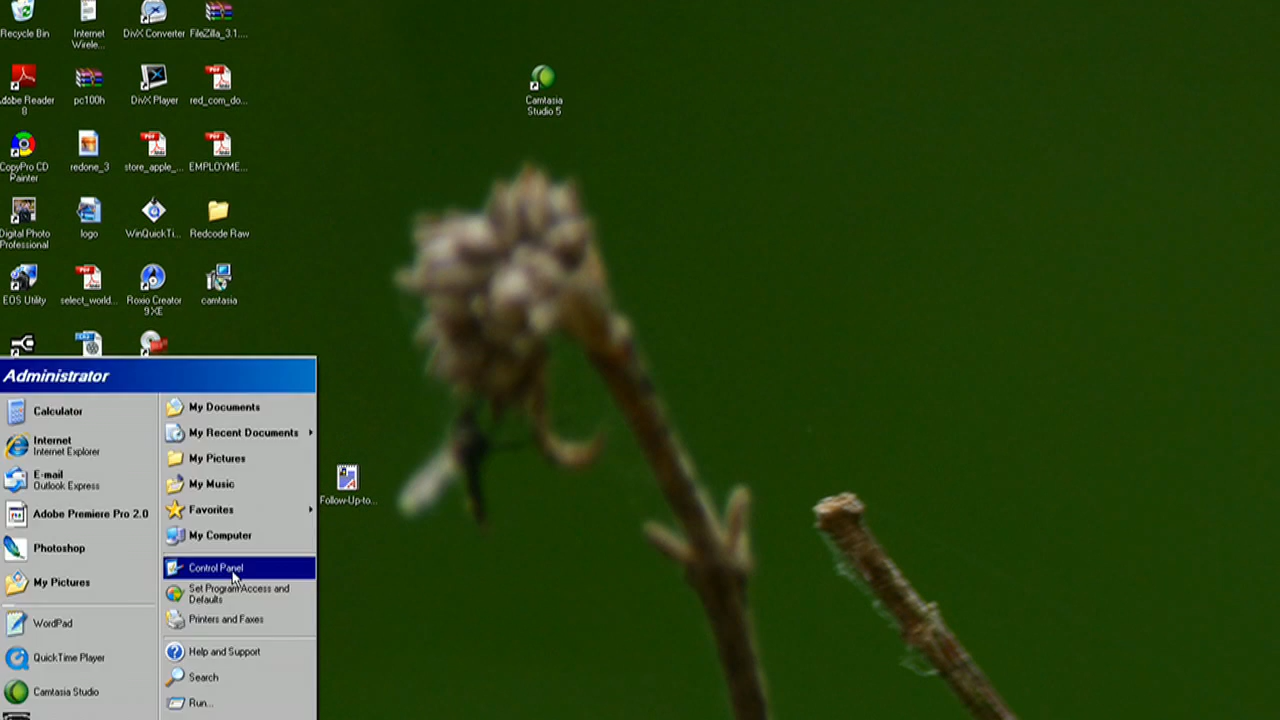 Recycle Bin
Internet
Wirele...
DivX Converter
FileZilla_3.1....
Adobe Reader
8
pc100h
DivX Player
red_com_do...
CopyPro CD
Painter
redone_3
store_apple_...
EMPLOYME...
Digital Photo
Professional
logo
WinQuickTi...
Redcode Raw
EOS Utility
select_world...
Roxio Creator
9 XE
camtasia
Camtasia
Studio 5
Follow-Up-to...
Administrator
Calculator
Internet
Internet Explorer
E-mail
Outlook Express
Adobe Premiere Pro 2.0
Photoshop
My Pictures
WordPad
QuickTime Player
Camtasia Studio
My Documents
My Recent Documents
My Pictures
My Music
Favorites
My Computer
Control Panel
Set Program Access and
Defaults
Printers and Faxes
Help and Support
Search
Run...